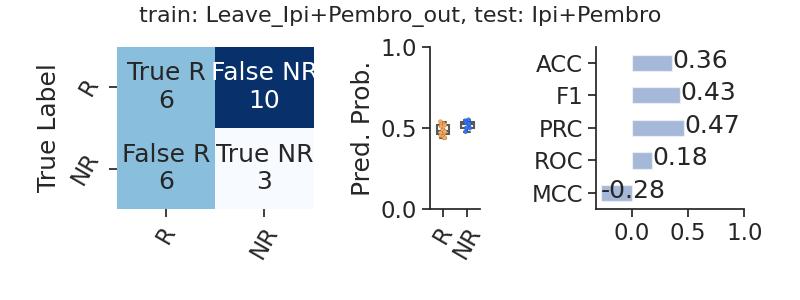 train: Leave_Ipi+Pembro_out, test: Ipi+Pembro
True Label
R
NR
True R
6
False NR
10
False R
6
True NR
3
R
NR
Pred. Prob.
1.0
0.5
0.0
R
NR
ACC
F1
PRC
ROC
MCC
0.36
0.43
0.47
0.18
-0.28
0.0
0.5
1.0